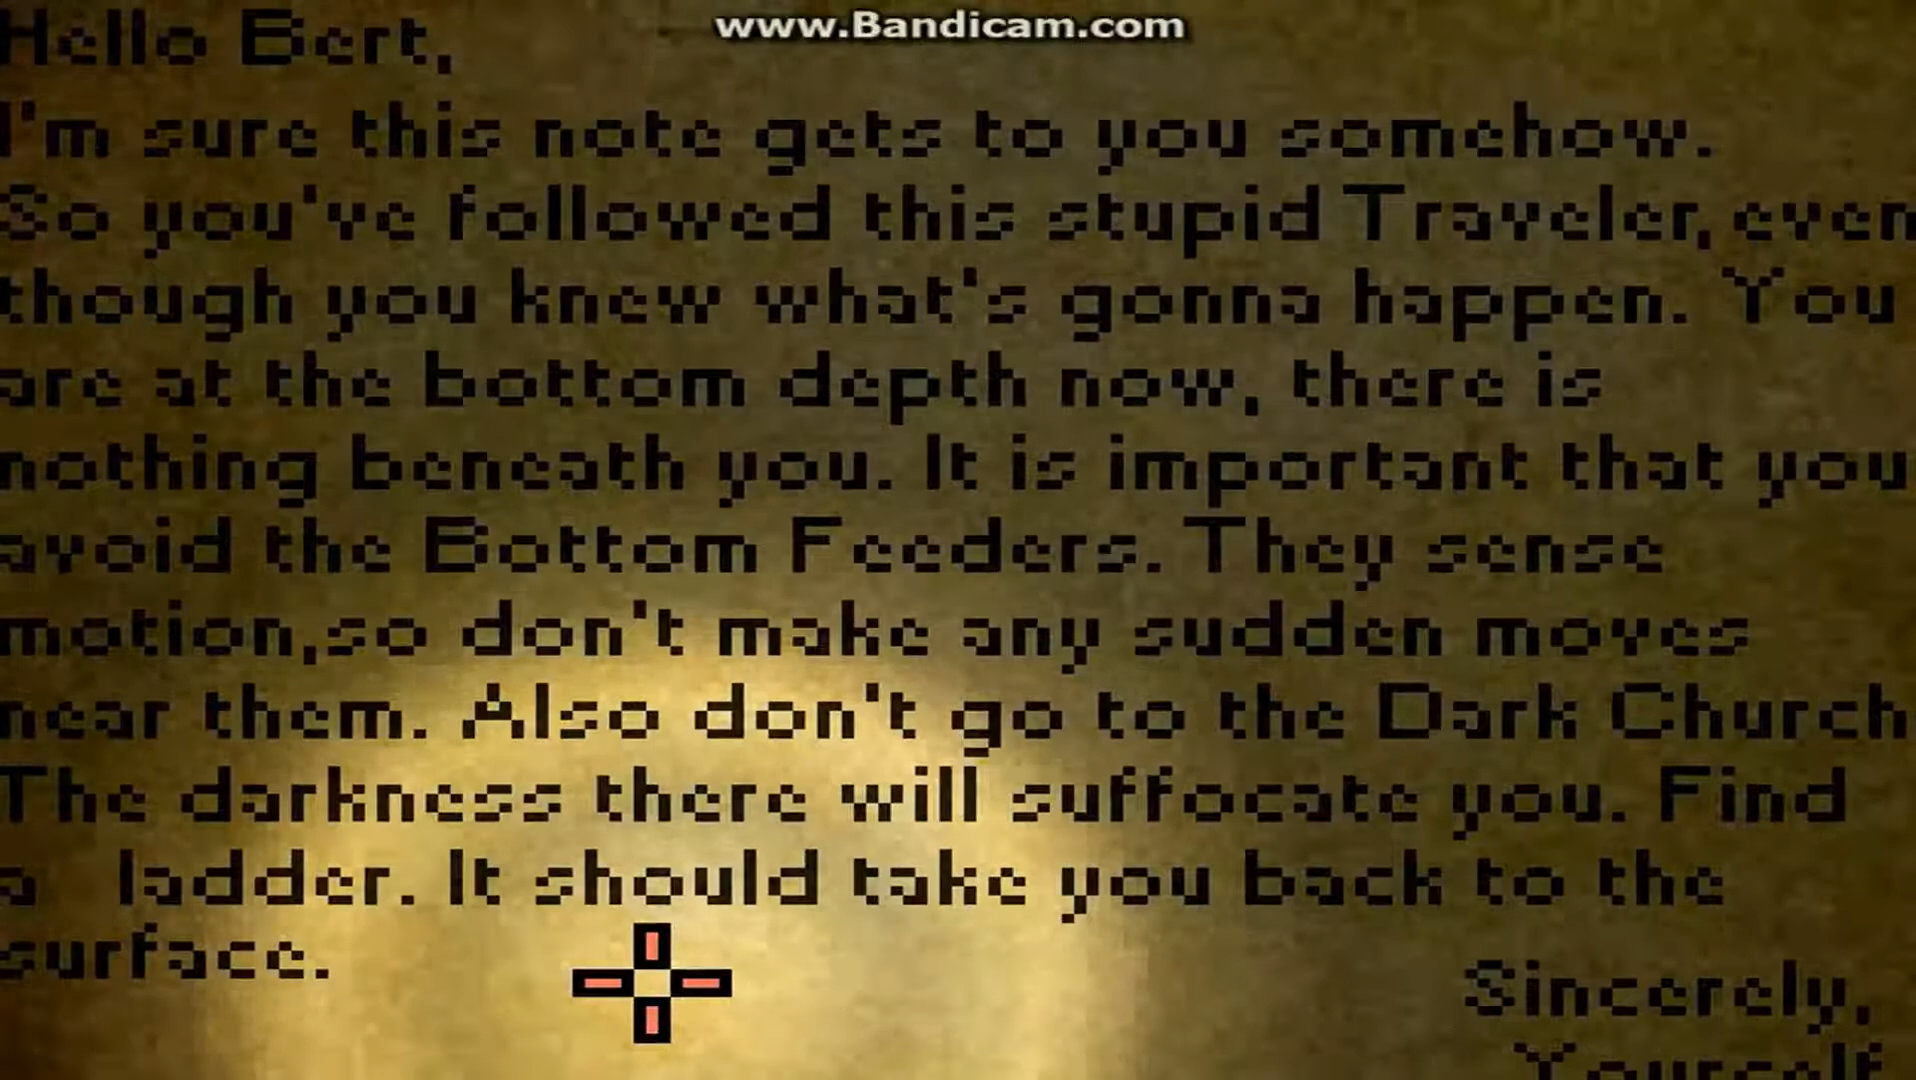 www.Bandicam.com
Hello Bert,
I'm sure this note gets to you somehow.
So you've followed this stupid Traveler, even
though you knew what's gonna happen. You
are at the bottom depth now, there is
nothing beneath you. It is important that you
avoid the Bottom Feeders. They sense
motion,so don't make any sudden moves
near them. Also don't go to the Dark Church
The darkness there will suffocate you. Find
a ladder. It should take you back to the
surface.
Sincerely,
Yourself